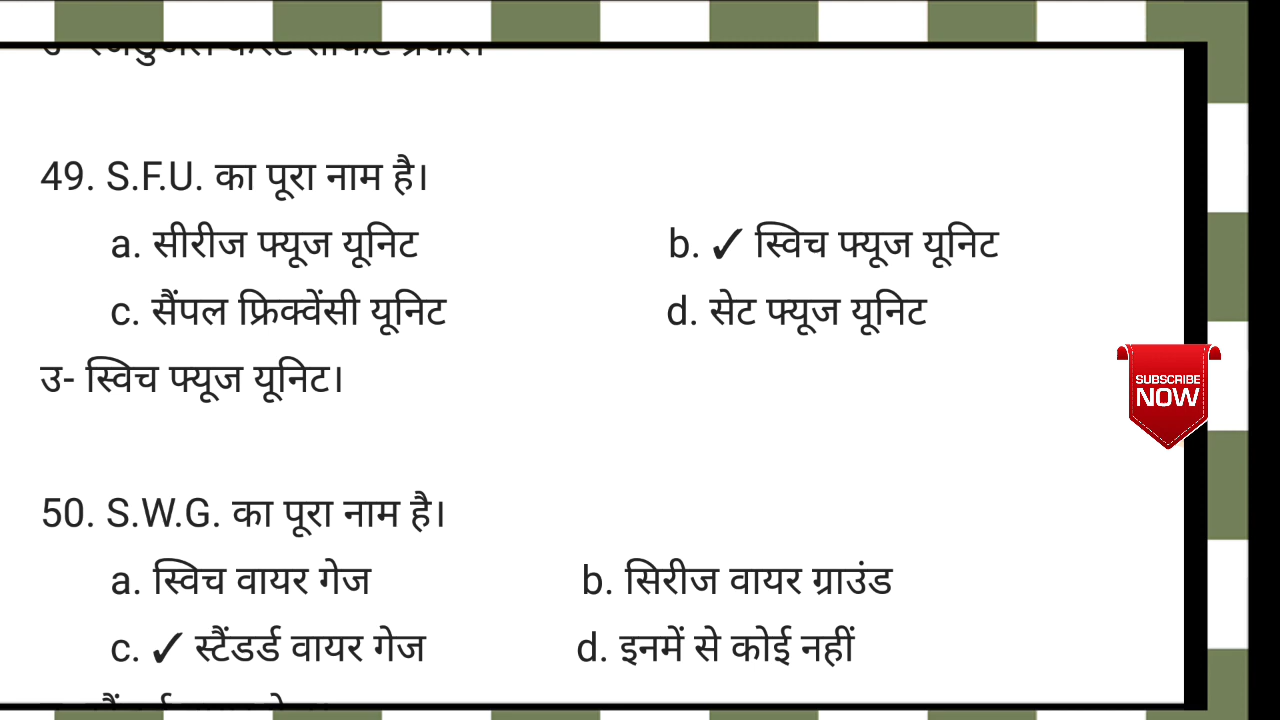 49. S.F.U. का पूरा नाम है।
a. सीरीज फ्यूज यूनिट b. ✓ स्विच फ्यूज यूनिट
c. सैंपल फ्रिक्वेंसी यूनिट d. सेट फ्यूज यूनिट
उ- स्विच फ्यूज यूनिट।
SUBSCRIBE
NOW
50. S.W.G. का पूरा नाम है।
a. स्विच वायर गेज b. सिरीज वायर ग्राउंड
c. ✓ स्टैंडर्ड वायर गेज d. इनमें से कोई नहीं